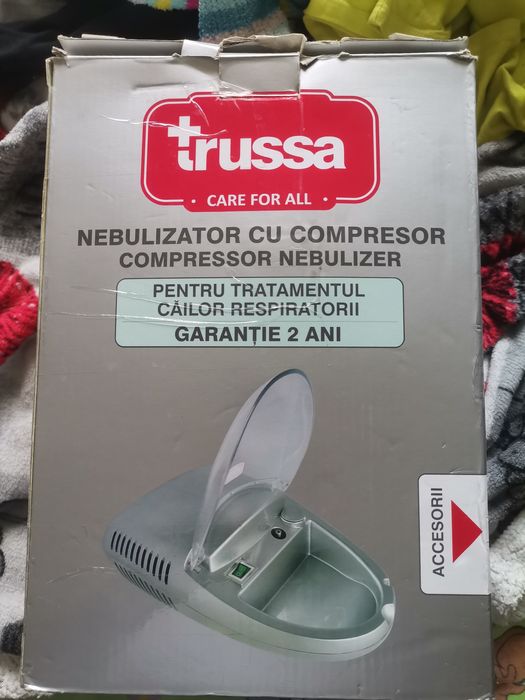 trussa
CARE FOR ALL
NEBULIZATOR CU COMPRESOR
COMPRESSOR NEBULIZER
PENTRU TRATAMENTUL
CĂILOR RESPIRATORII
GARANȚIE 2 ANI
ACCESORII